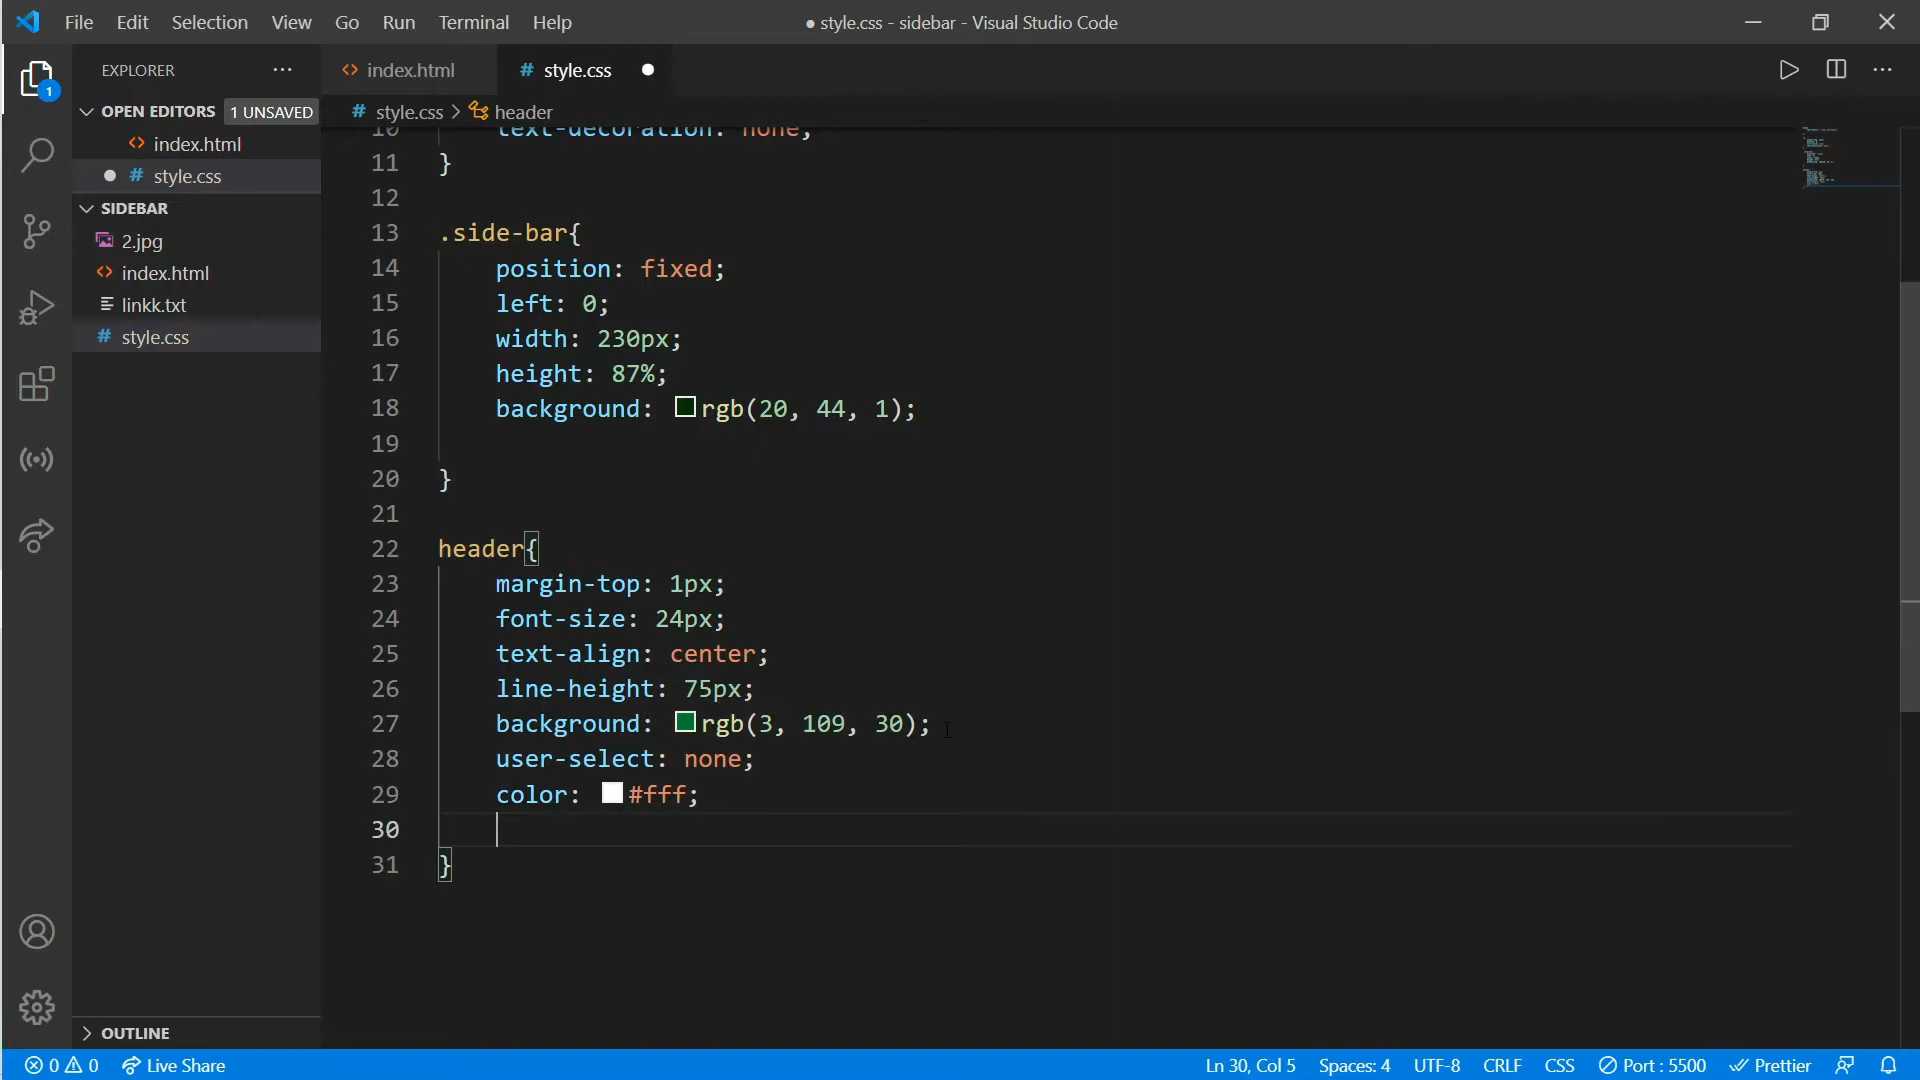 File Edit Selection View Go Run Terminal Help
● style.css - sidebar - Visual Studio Code
EXPLORER
OPEN EDITORS 1 UNSAVED
index.html
# style.css
SIDEBAR
2.jpg
index.html
linkk.txt
# style.css
OUTLINE
1
index.html
# style.css
# style.css > header
10 text-decoration: none;
11 }
12
13 .side-bar{
14 position: fixed;
15 left: 0;
16 width: 230px;
17 height: 87%;
18 background: rgb(20, 44, 1);
19
20 }
21
22 header{
23 margin-top: 1px;
24 font-size: 24px;
25 text-align: center;
26 line-height: 75px;
27 background: rgb(3, 109, 30);
28 user-select: none;
29 color: #fff;
30
31 }
0 0 Live Share
Ln 30, Col 5 Spaces: 4 UTF-8 CRLF CSS Port : 5500 Prettier